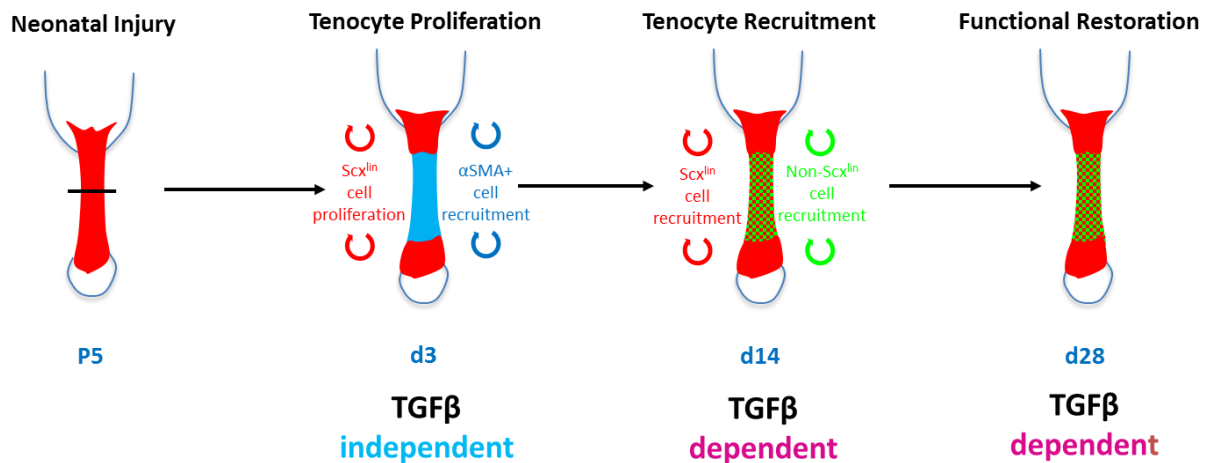 Neonatal Injury
Tenocyte Proliferation
Tenocyte Recruitment
Functional Restoration
Scxlin
cell
proliferation
αSMA+
cell
recruitment
Scxlin
cell
recruitment
Non-Scxlin
cell
recruitment
P5
d3
d14
d28
TGFβ
independent
TGFβ
dependent
TGFβ
dependent